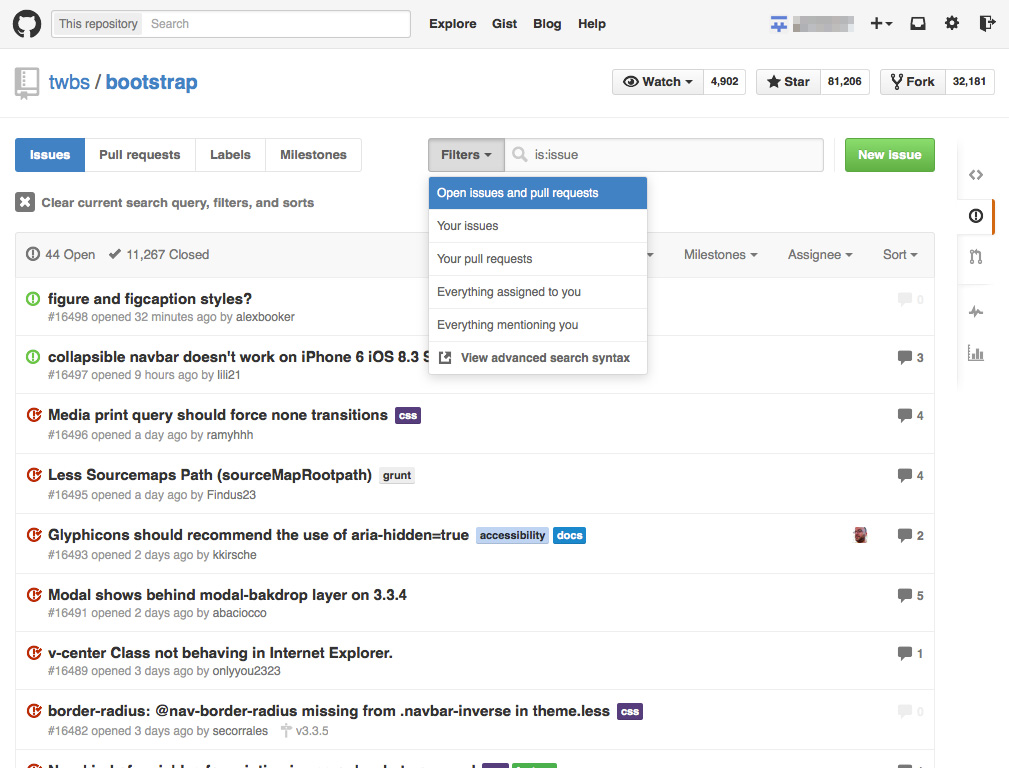 This repository Search Explore Gist Blog Help
twbs / bootstrap Watch 4,902 Star 81,206 Fork 32,181
Issues Pull requests Labels Milestones Filters is:issue New issue
Clear current search query, filters, and sorts
Open issues and pull requests
Your issues
Your pull requests
Everything assigned to you
Everything mentioning you
View advanced search syntax
44 Open 11,267 Closed Milestones Assignee Sort
figure and figcaption styles? 0
#16498 opened 32 minutes ago by alexbooker
collapsible navbar doesn't work on iPhone 6 iOS 8.3 S 3
#16497 opened 9 hours ago by lili21
Media print query should force none transitions css 4
#16496 opened a day ago by ramyhhh
Less Sourcemaps Path (sourceMapRootpath) grunt 4
#16495 opened a day ago by Findus23
Glyphicons should recommend the use of aria-hidden=true accessibility docs 2
#16493 opened 2 days ago by kkirsche
Modal shows behind modal-bakdrop layer on 3.3.4 5
#16491 opened 2 days ago by abaciocco
v-center Class not behaving in Internet Explorer. 1
#16489 opened 3 days ago by onlyyou2323
border-radius: @nav-border-radius missing from .navbar-inverse in theme.less css 0
#16482 opened 3 days ago by secorrales v3.3.5